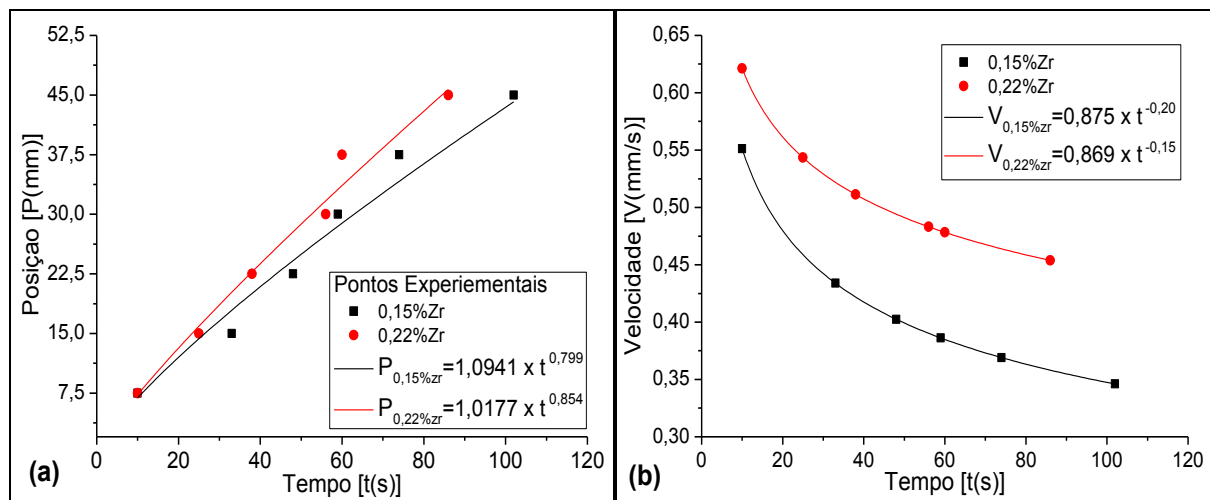 52,5
45,0
37,5
30,0
22,5
15,0
7,5
Posiçao [P(mm)]
Pontos Experiementais
0,15%Zr
0,22%Zr
P0,15%zr=1,0941 x t0,799
P0,22%zr=1,0177 x t0,854
(a)
0 20 40 60 80 100 120
Tempo [t(s)]
0,65
0,60
0,55
0,50
0,45
0,40
0,35
0,30
Velocidade [V(mm/s)]
0,15%Zr
0,22%Zr
V0,15%zr=0,875 x t-0,20
V0,22%zr=0,869 x t-0,15
(b)
0 20 40 60 80 100 120
Tempo [t(s)]